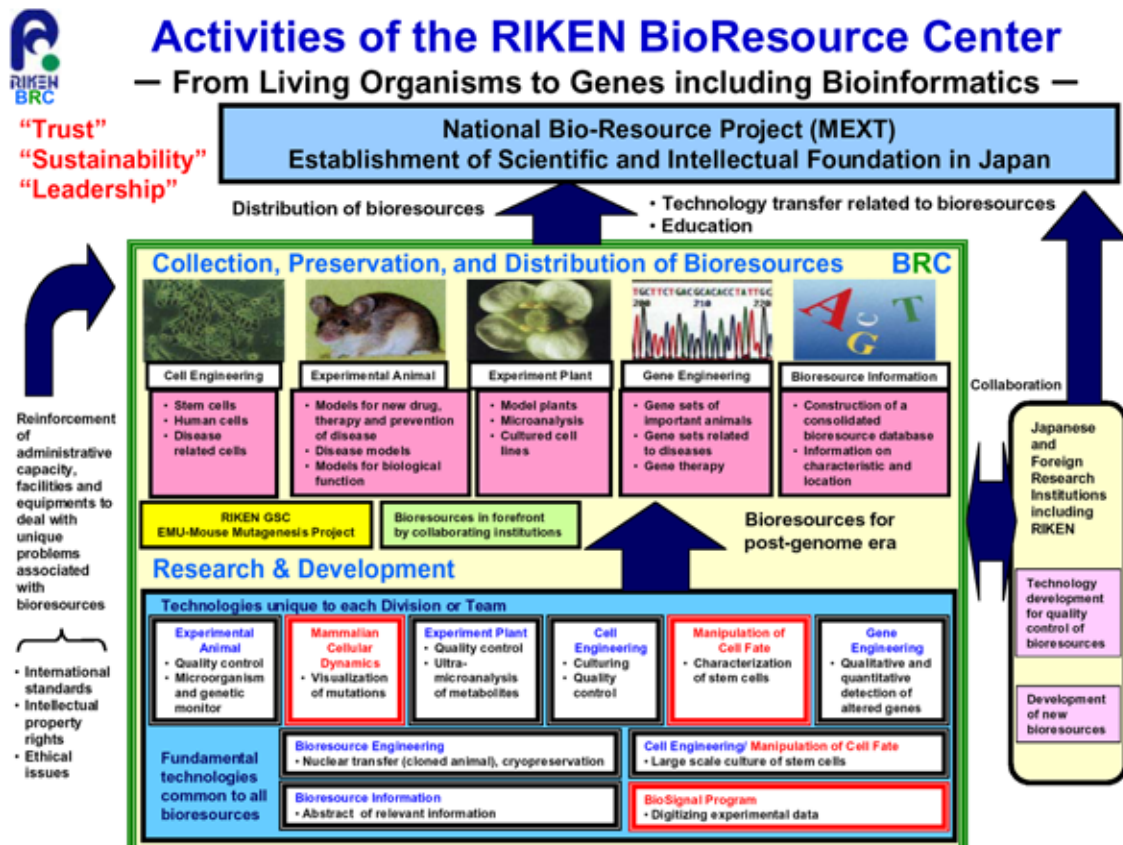 RIKEN
BRC
Activities of the RIKEN BioResource Center
— From Living Organisms to Genes including Bioinformatics —
“Trust”
“Sustainability”
“Leadership”
National Bio-Resource Project (MEXT)
Establishment of Scientific and Intellectual Foundation in Japan
Distribution of bioresources
• Technology transfer related to bioresources
• Education
Collection, Preservation, and Distribution of Bioresources
BRC
TGCTTCTGACGCACACCTATTGC
200 210 220
A
G
C
T
Cell Engineering
• Stem cells
• Human cells
• Disease
related cells
Experimental Animal
• Models for new drug,
therapy and prevention
of disease
• Disease models
• Models for biological
function
Experiment Plant
• Model plants
• Microanalysis
• Cultured cell
lines
Gene Engineering
• Gene sets of
important animals
• Gene sets related
to diseases
• Gene therapy
Bioresource Information
• Construction of a
consolidated
bioresource database
• Information on
characteristic and
location
RIKEN GSC
EMU-Mouse Mutagenesis Project
Bioresources in forefront
by collaborating institutions
Bioresources for
post-genome era
Research & Development
Technologies unique to each Division or Team
Experimental
Animal
• Quality control
• Microorganism
and genetic
monitor
Mammalian
Cellular
Dynamics
• Visualization
of mutations
Experiment Plant
• Quality control
• Ultra-
microanalysis
of metabolites
Cell
Engineering
• Culturing
• Quality
control
Manipulation of
Cell Fate
• Characterization
of stem cells
Gene
Engineering
• Qualitative and
quantitative
detection of
altered genes
Fundamental
technologies
common to all
bioresources
Bioresource Engineering
• Nuclear transfer (cloned animal), cryopreservation
Cell Engineering/ Manipulation of Cell Fate
• Large scale culture of stem cells
Bioresource Information
• Abstract of relevant information
BioSignal Program
• Digitizing experimental data
Reinforcement
of
administrative
capacity,
facilities and
equipments to
deal with
unique
problems
associated
with
bioresources
• International
standards
• Intellectual
property
rights
• Ethical
issues
Collaboration
Japanese
and
Foreign
Research
Institutions
including
RIKEN
Technology
development
for quality
control of
bioresources
Development
of new
bioresources